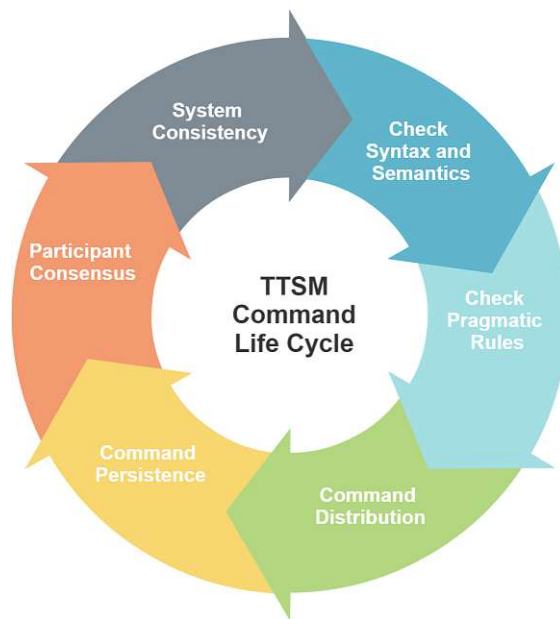 System
Consistency
Check
Syntax and
Semantics
Participant
Consensus
TTSM
Command
Life Cycle
Check
Pragmatic
Rules
Command
Persistence
Command
Distribution